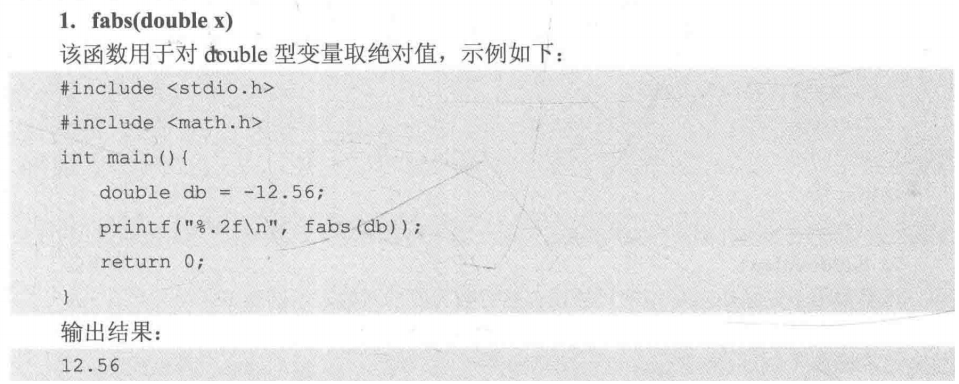 1. fabs(double x)
该函数用于对 double 型变量取绝对值，示例如下：
#include <stdio.h>
#include <math.h>
int main(){
double db = -12.56;
printf("%.2f\n", fabs(db));
return 0;
}
输出结果：
12.56